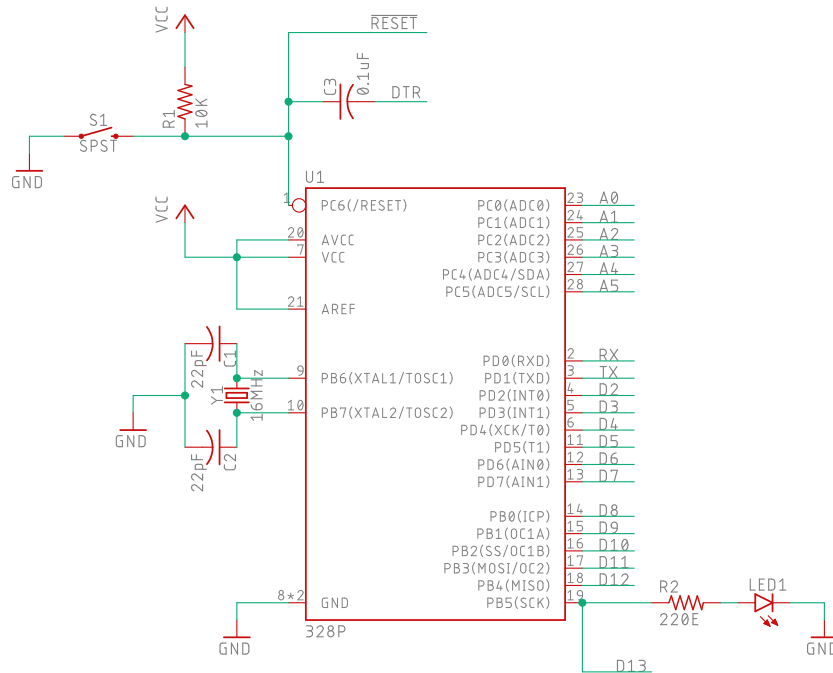 RESET
VCC
C3
0.1uF
DTR
R1
10K
S1
SPST
GND
U1
328P
VCC
1 PC6(/RESET)
20 AVCC
7 VCC
21 AREF
9 PB6(XTAL1/TOSC1)
10 PB7(XTAL2/TOSC2)
8*2 GND
PC0(ADC0) 23 A0
PC1(ADC1) 24 A1
PC2(ADC2) 25 A2
PC3(ADC3) 26 A3
PC4(ADC4/SDA) 27 A4
PC5(ADC5/SCL) 28 A5
PD0(RXD) 2 RX
PD1(TXD) 3 TX
PD2(INT0) 4 D2
PD3(INT1) 5 D3
PD4(XCK/T0) 6 D4
PD5(T1) 11 D5
PD6(AIN0) 12 D6
PD7(AIN1) 13 D7
PB0(ICP) 14 D8
PB1(OC1A) 15 D9
PB2(SS/OC1B) 16 D10
PB3(MOSI/OC2) 17 D11
PB4(MISO) 18 D12
PB5(SCK) 19
22pF
C1
Y1
16MHz
22pF
C2
GND
GND
R2
220E
LED1
GND
D13